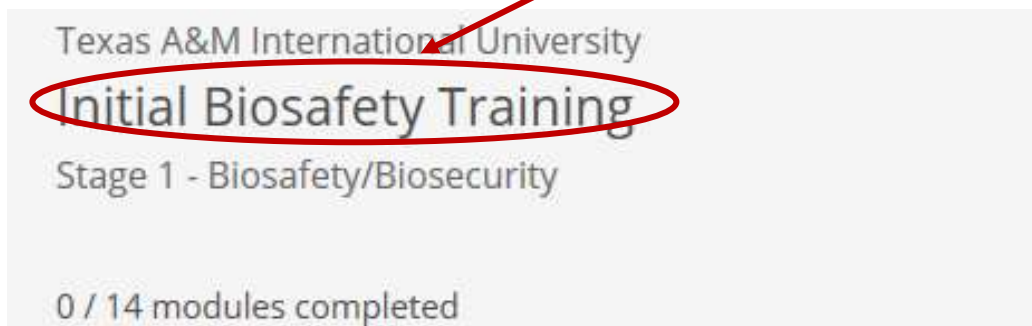 Texas A&M International University
Initial Biosafety Training
Stage 1 - Biosafety/Biosecurity
0 / 14 modules completed